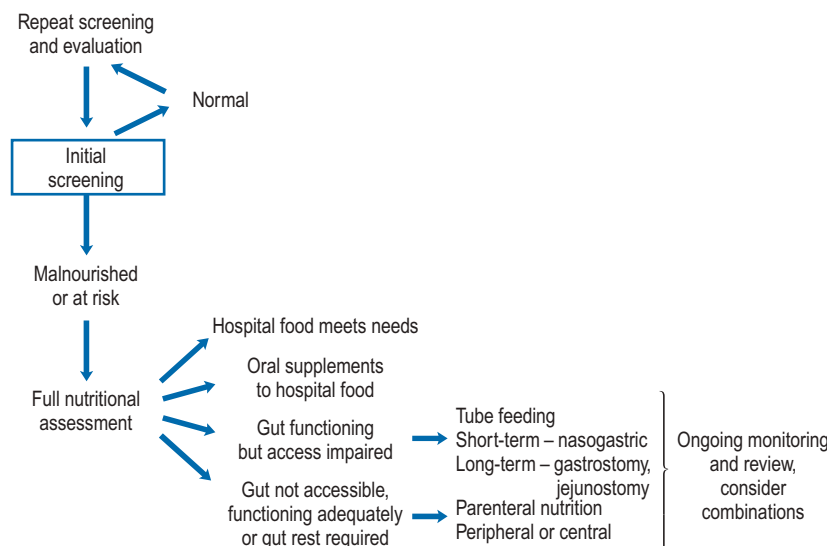 Repeat screening
and evaluation
Normal
Initial
screening
Malnourished
or at risk
Full nutritional
assessment
Hospital food meets needs
Oral supplements
to hospital food
Gut functioning
but access impaired
Gut not accessible,
functioning adequately
or gut rest required
Tube feeding
Short-term – nasogastric
Long-term – gastrostomy,
jejunostomy
Parenteral nutrition
Peripheral or central
Ongoing monitoring
and review,
consider
combinations